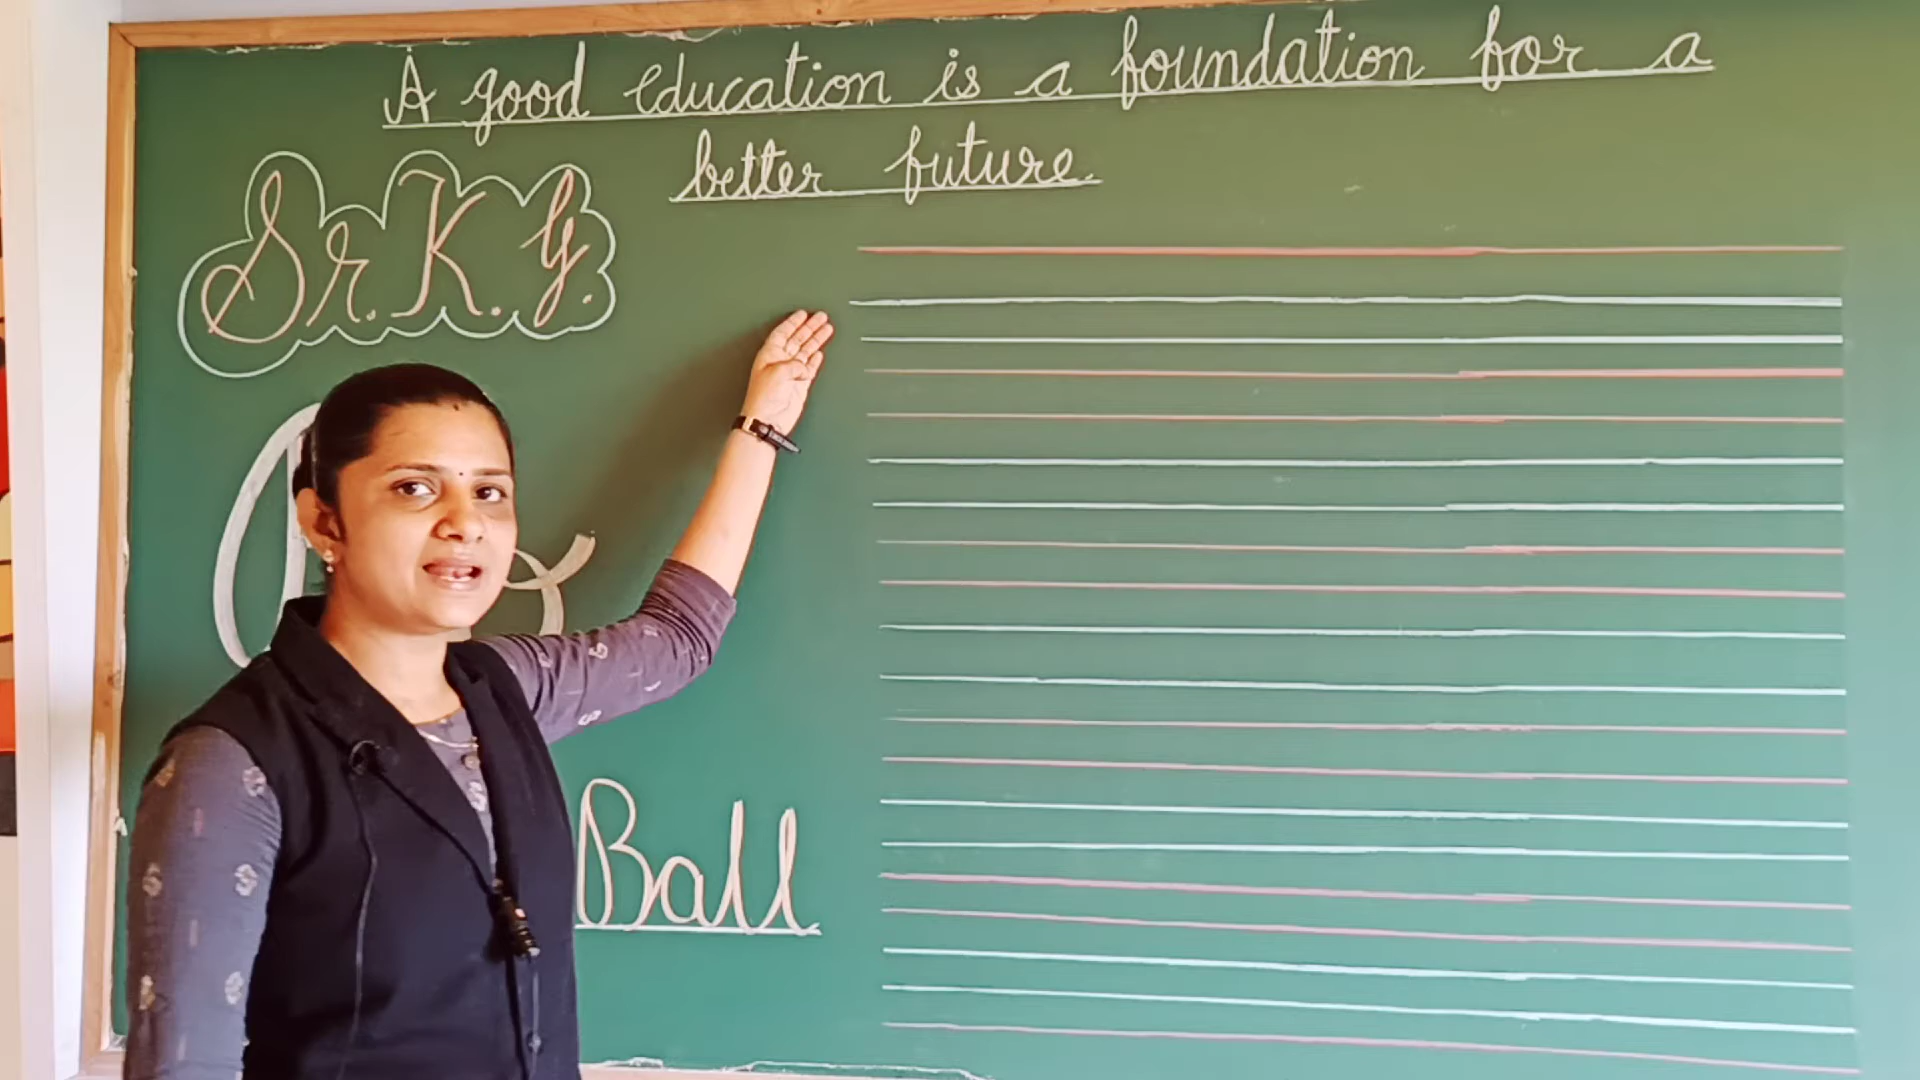 A good education is a foundation for a
better future.
Sr. K. G.
Ball